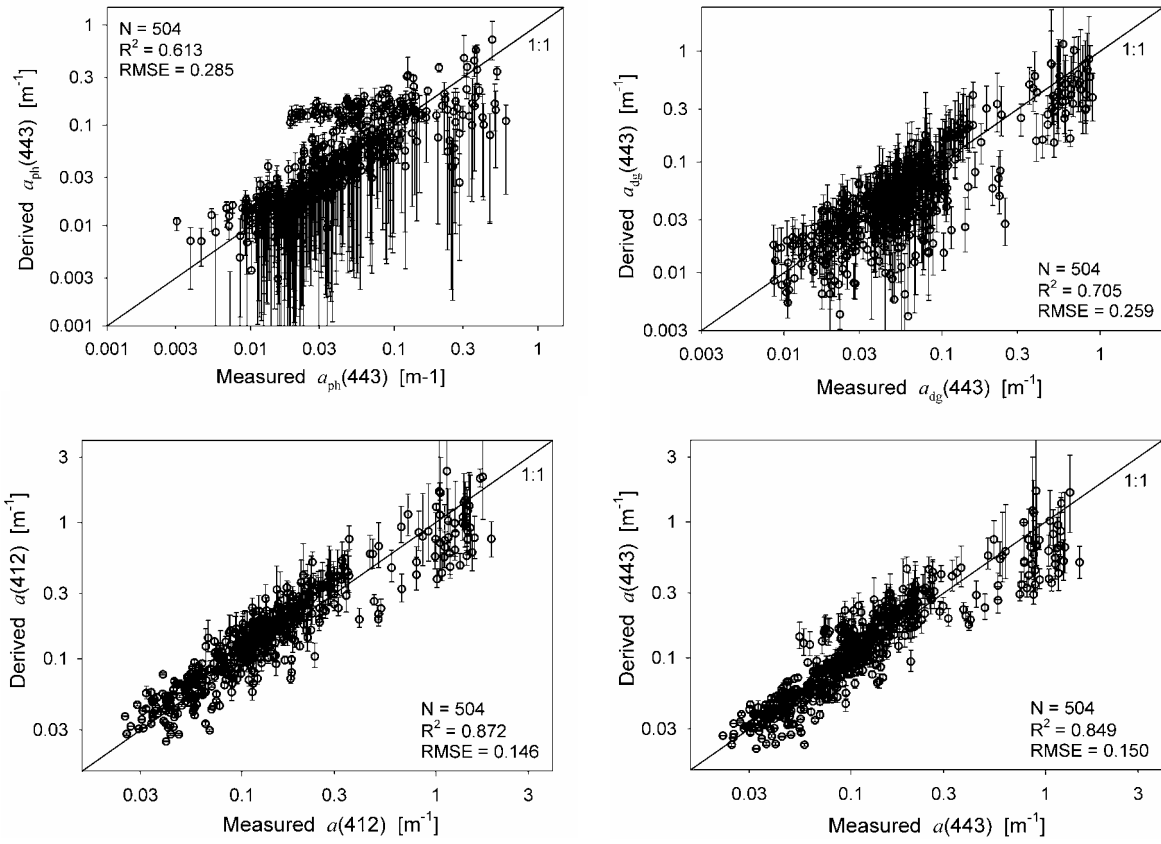 N = 504
R² = 0.613
RMSE = 0.285
1:1
Derived aph(443) [m⁻¹]
1
0.3
0.1
0.03
0.01
0.003
0.001
0.001 0.003 0.01 0.03 0.1 0.3 1
Measured aph(443) [m-1]
1:1
Derived adg(443) [m⁻¹]
1
0.3
0.1
0.03
0.01
0.003
N = 504
R² = 0.705
RMSE = 0.259
0.003 0.01 0.03 0.1 0.3 1
Measured adg(443) [m⁻¹]
1:1
Derived a(412) [m⁻¹]
3
1
0.3
0.1
0.03
N = 504
R² = 0.872
RMSE = 0.146
0.03 0.1 0.3 1 3
Measured a(412) [m⁻¹]
1:1
Derived a(443) [m⁻¹]
3
1
0.3
0.1
0.03
N = 504
R² = 0.849
RMSE = 0.150
0.03 0.1 0.3 1 3
Measured a(443) [m⁻¹]